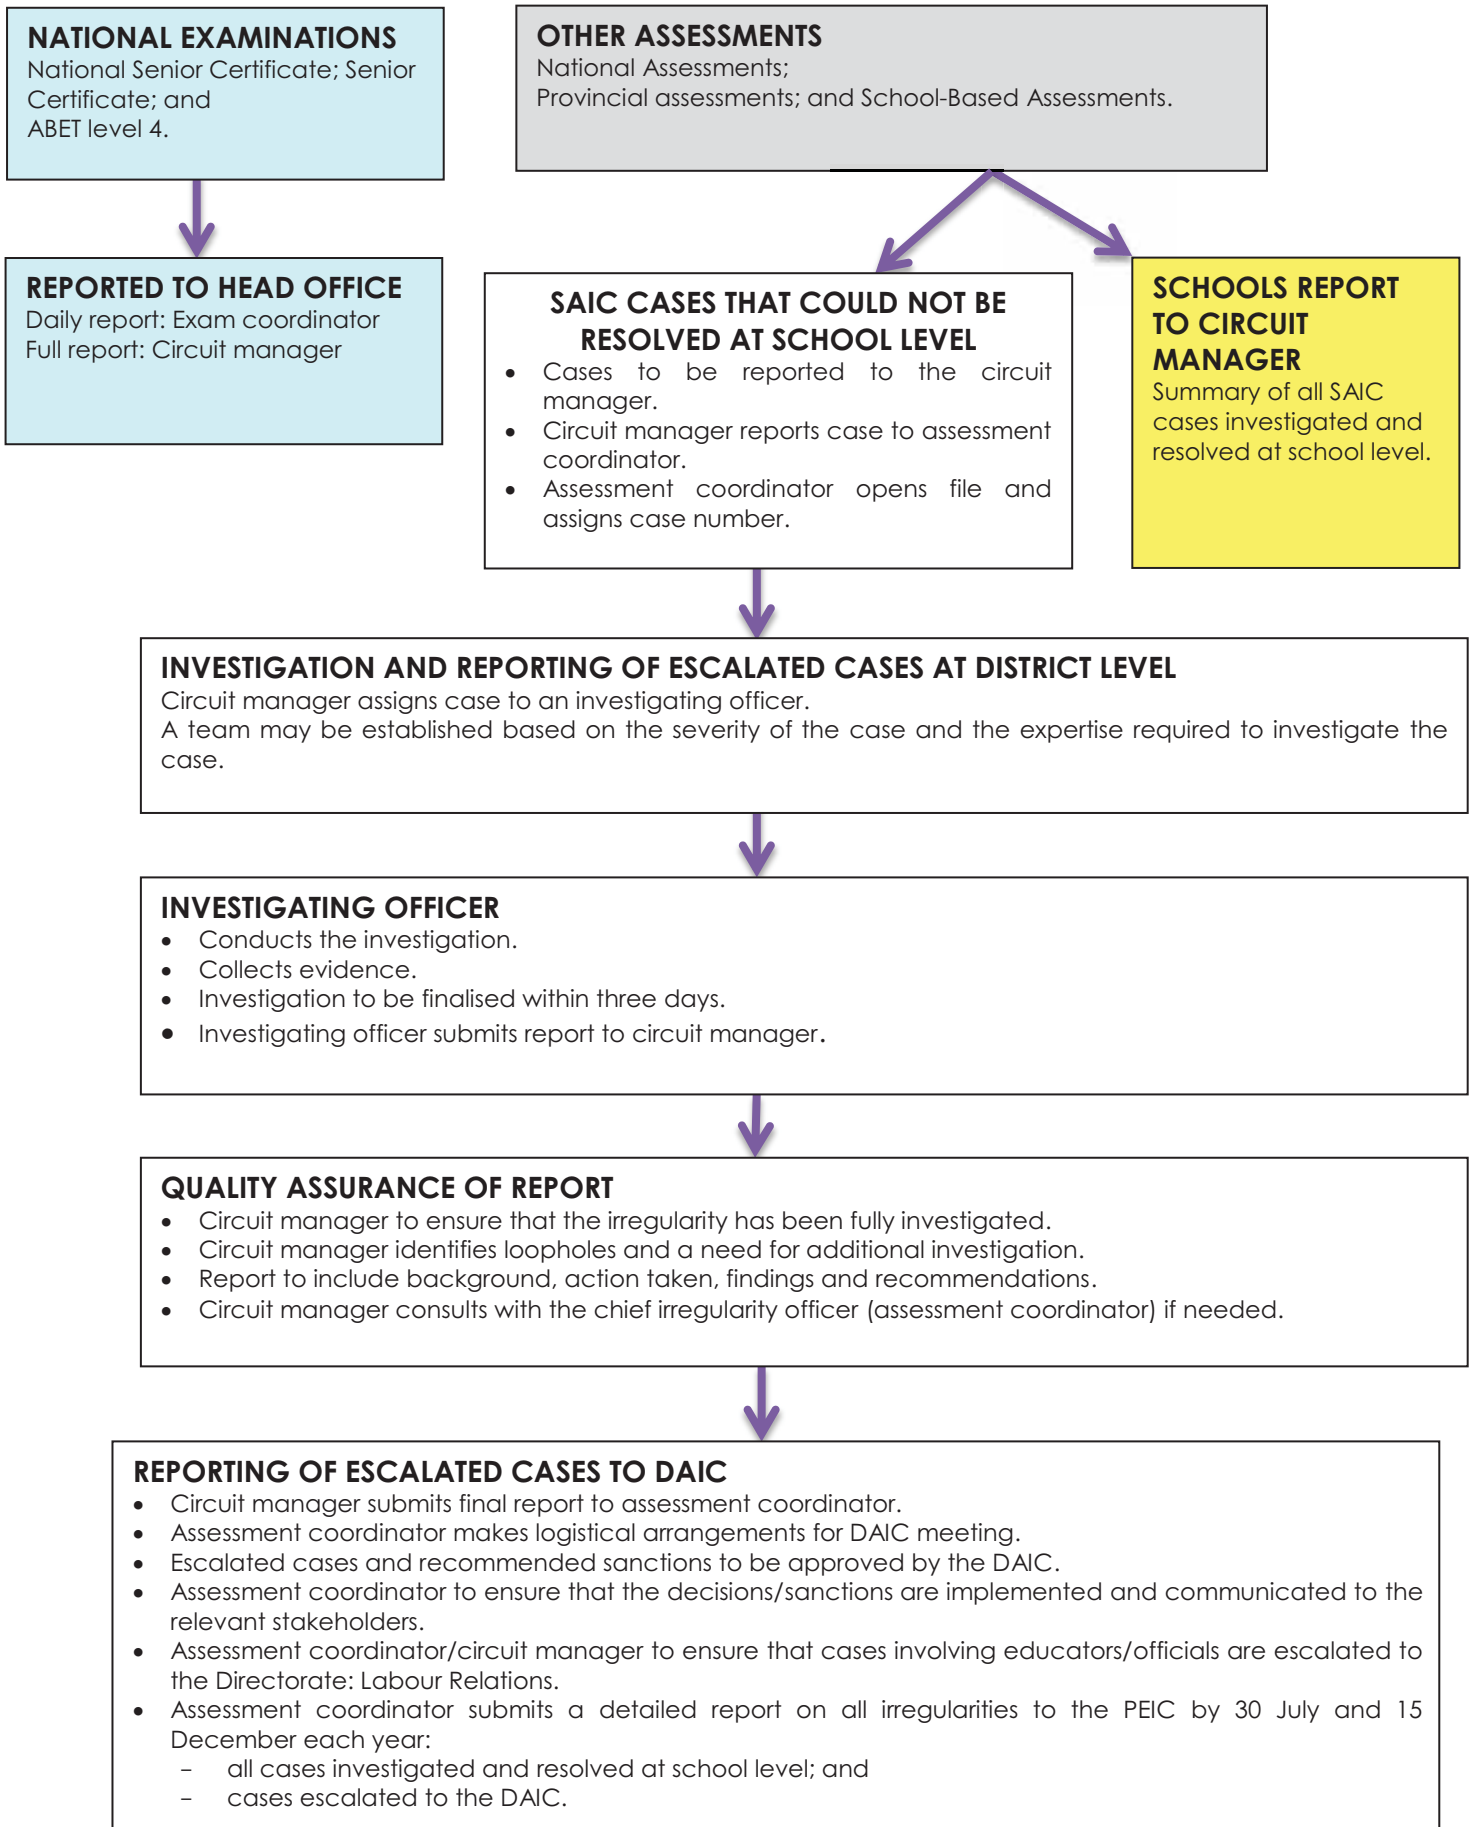 NATIONAL EXAMINATIONS
National Senior Certificate; Senior
Certificate; and
ABET level 4.
OTHER ASSESSMENTS
National Assessments;
Provincial assessments; and School-Based Assessments.
REPORTED TO HEAD OFFICE
Daily report: Exam coordinator
Full report: Circuit manager
SAIC CASES THAT COULD NOT BE
RESOLVED AT SCHOOL LEVEL
• Cases to be reported to the circuit
manager.
• Circuit manager reports case to assessment
coordinator.
• Assessment coordinator opens file and
assigns case number.
SCHOOLS REPORT
TO CIRCUIT
MANAGER
Summary of all SAIC
cases investigated and
resolved at school level.
INVESTIGATION AND REPORTING OF ESCALATED CASES AT DISTRICT LEVEL
Circuit manager assigns case to an investigating officer.
A team may be established based on the severity of the case and the expertise required to investigate the
case.
INVESTIGATING OFFICER
• Conducts the investigation.
• Collects evidence.
• Investigation to be finalised within three days.
• Investigating officer submits report to circuit manager.
QUALITY ASSURANCE OF REPORT
• Circuit manager to ensure that the irregularity has been fully investigated.
• Circuit manager identifies loopholes and a need for additional investigation.
• Report to include background, action taken, findings and recommendations.
• Circuit manager consults with the chief irregularity officer (assessment coordinator) if needed.
REPORTING OF ESCALATED CASES TO DAIC
• Circuit manager submits final report to assessment coordinator.
• Assessment coordinator makes logistical arrangements for DAIC meeting.
• Escalated cases and recommended sanctions to be approved by the DAIC.
• Assessment coordinator to ensure that the decisions/sanctions are implemented and communicated to the
relevant stakeholders.
• Assessment coordinator/circuit manager to ensure that cases involving educators/officials are escalated to
the Directorate: Labour Relations.
• Assessment coordinator submits a detailed report on all irregularities to the PEIC by 30 July and 15
December each year:
- all cases investigated and resolved at school level; and
- cases escalated to the DAIC.